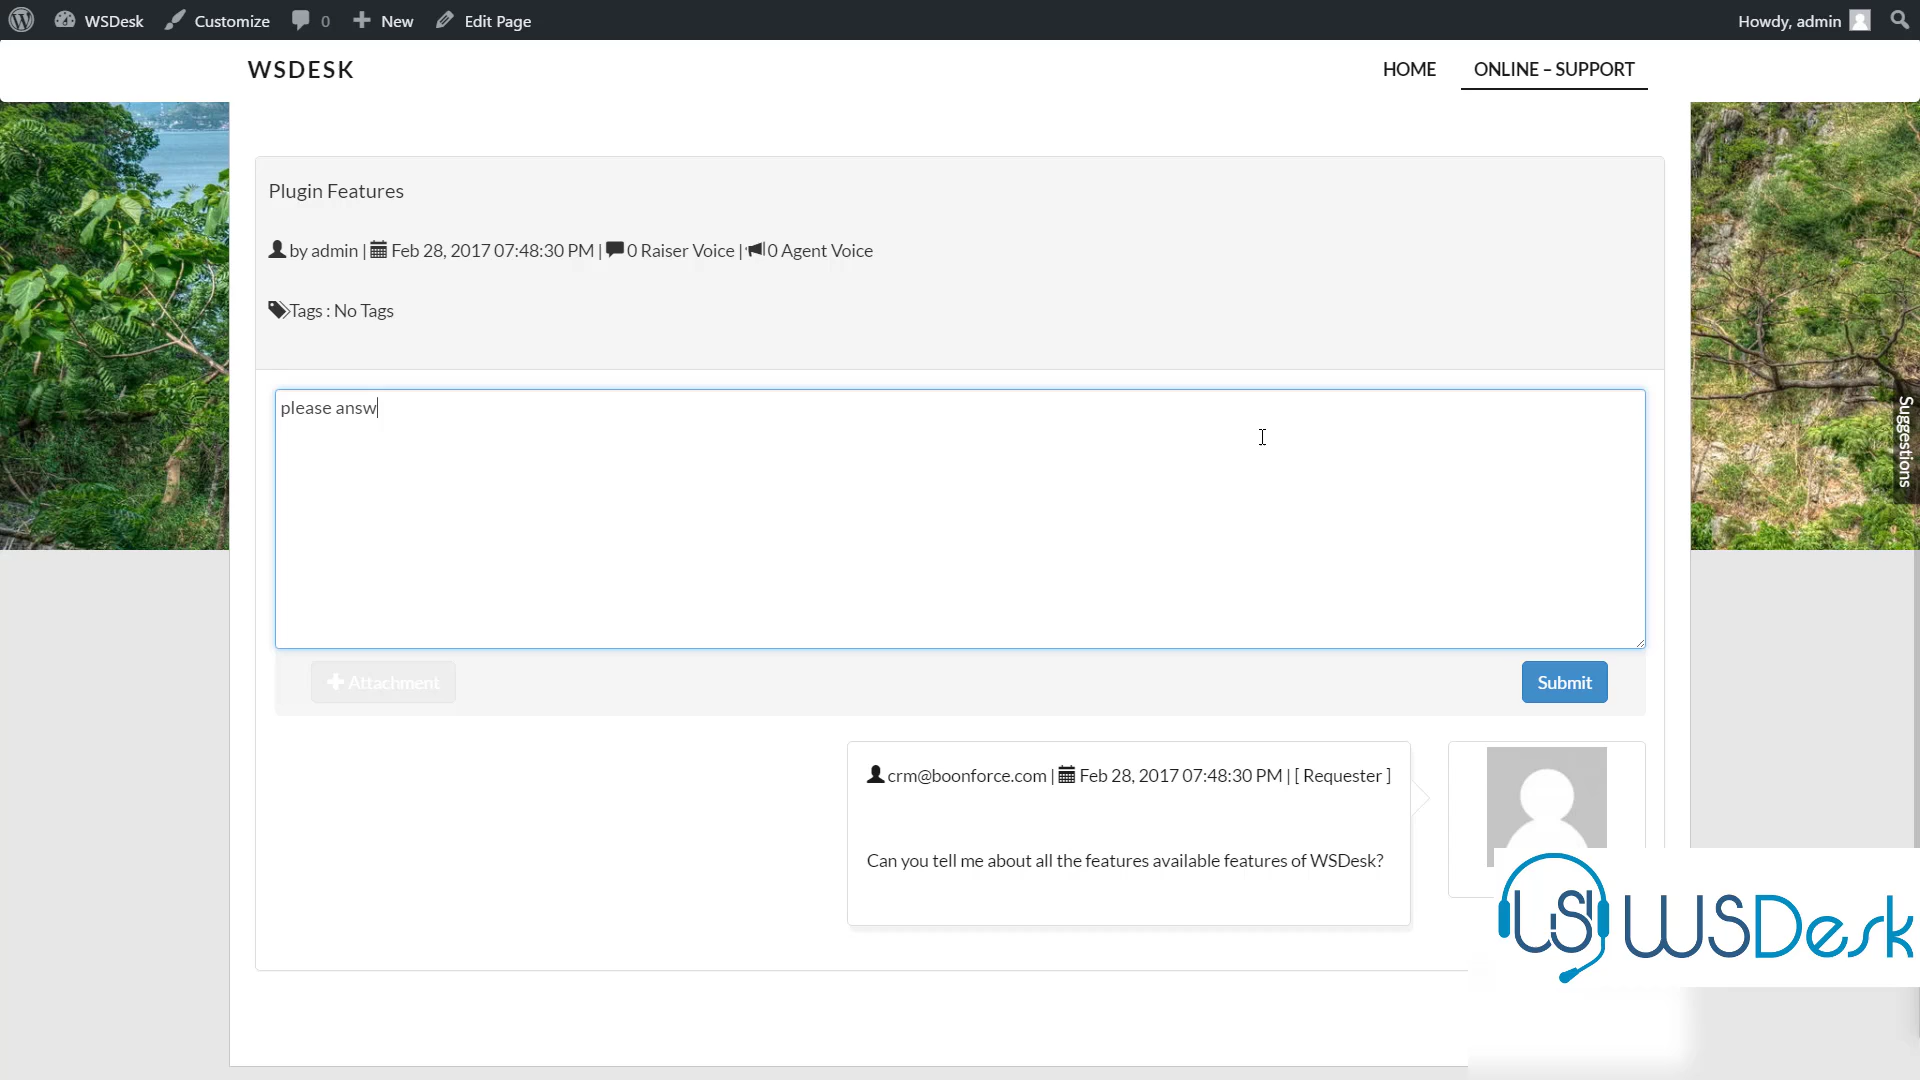 WSDesk
Customize
0
New
Edit Page
Howdy, admin
WSDESK
HOME
ONLINE – SUPPORT
Plugin Features
by admin | Feb 28, 2017 07:48:30 PM | 0 Raiser Voice | 0 Agent Voice
Tags : No Tags
please answ
Suggestions
Attachment
Submit
crm@boonforce.com | Feb 28, 2017 07:48:30 PM | [ Requester ]
Can you tell me about all the features available features of WSDesk?
WSDesk